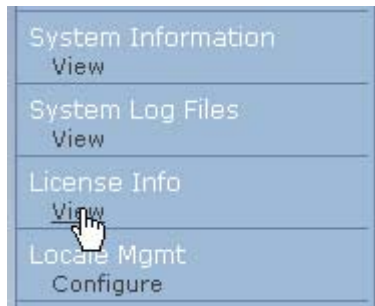 System Information
View
System Log Files
View
License Info
View
Locale Mgmt
Configure